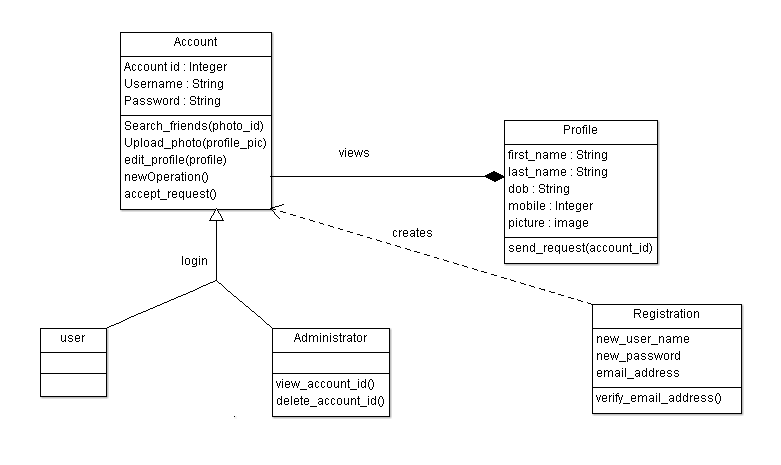 Account
Account id : Integer
Username : String
Password : String
Search_friends(photo_id)
Upload_photo(profile_pic)
edit_profile(profile)
newOperation()
accept_request()
views
Profile
first_name : String
last_name : String
dob : String
mobile : Integer
picture : image
send_request(account_id)
creates
login
user
Administrator
view_account_id()
delete_account_id()
Registration
new_user_name
new_password
email_address
verify_email_address()